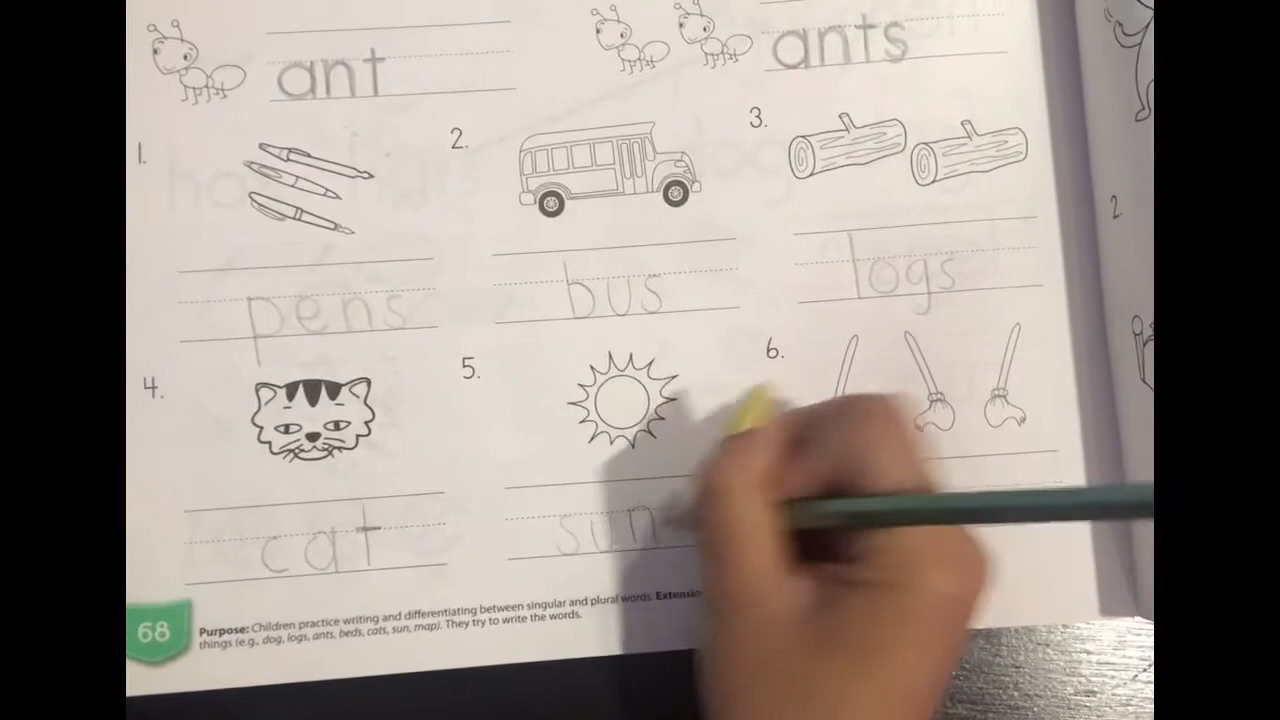 ant ants
1. 2. 3.
pens bus logs
4. 5. 6.
cat sun
2
68
Purpose: Children practice writing and differentiating between singular and plural words. Extensio
things (e.g., dog, logs, ants, beds, cats, sun, map). They try to write the words.